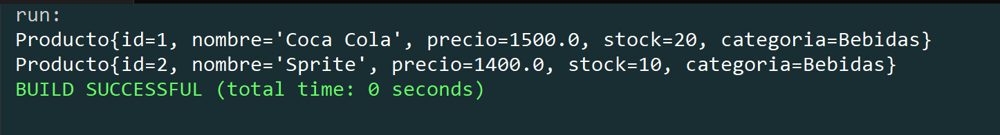 run:
Producto{id=1, nombre='Coca Cola', precio=1500.0, stock=20, categoria=Bebidas}
Producto{id=2, nombre='Sprite', precio=1400.0, stock=10, categoria=Bebidas}
BUILD SUCCESSFUL (total time: 0 seconds)